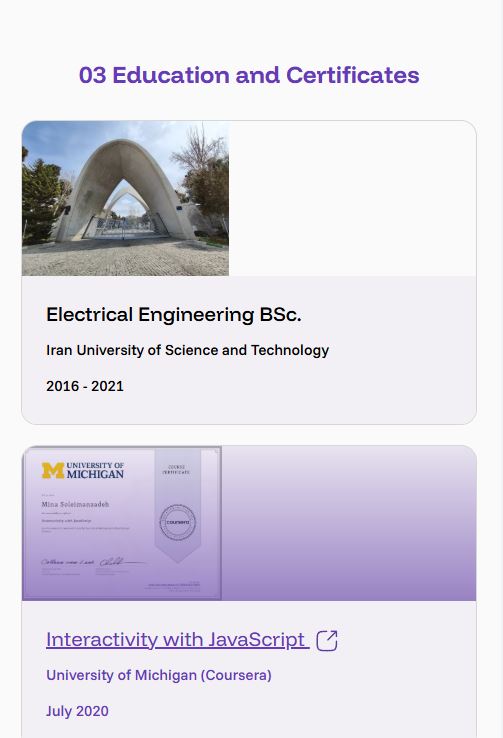 03 Education and Certificates
Electrical Engineering BSc.
Iran University of Science and Technology
2016 - 2021
UNIVERSITY OF
MICHIGAN
COURSE
CERTIFICATE
Mina Soleimanzadeh
Interactivity with JavaScript
coursera
Interactivity with JavaScript
University of Michigan (Coursera)
July 2020